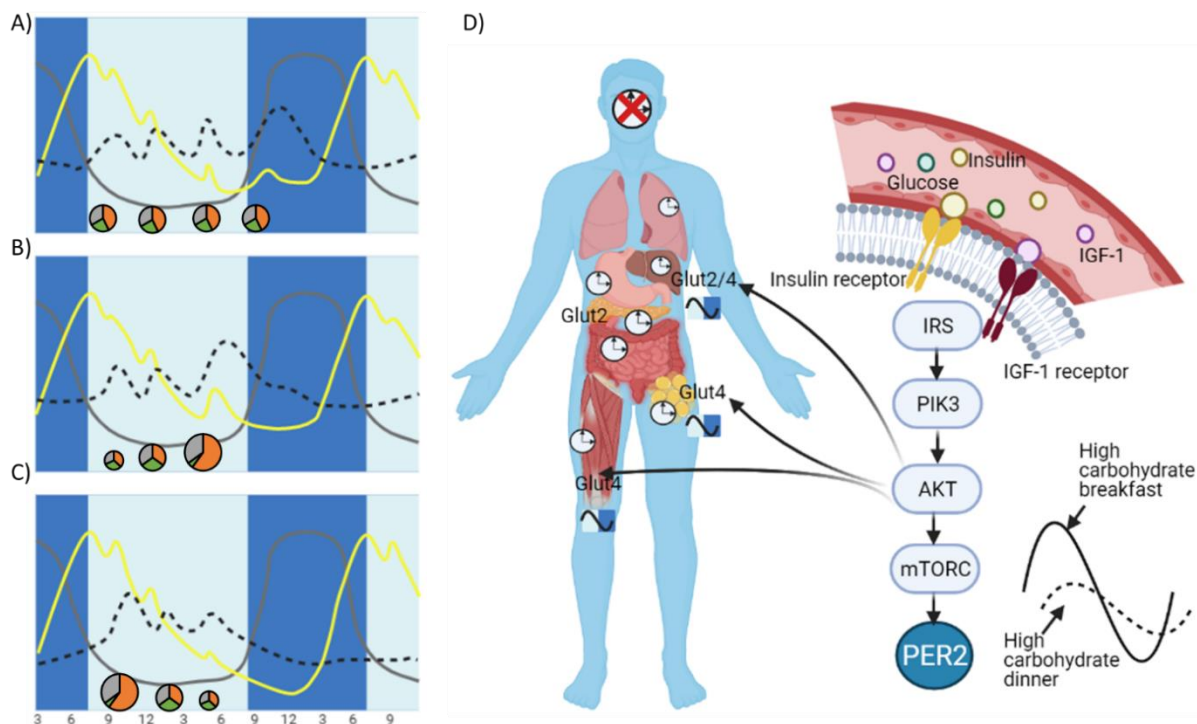 A)
B)
C)
3 6 9 12 3 6 9 12 3 6 9
D)
Insulin
Glucose
IGF-1
Insulin receptor
IGF-1 receptor
Glut2/4
Glut2
Glut4
Glut4
IRS
PIK3
AKT
mTORC
PER2
High
carbohydrate
breakfast
High
carbohydrate
dinner